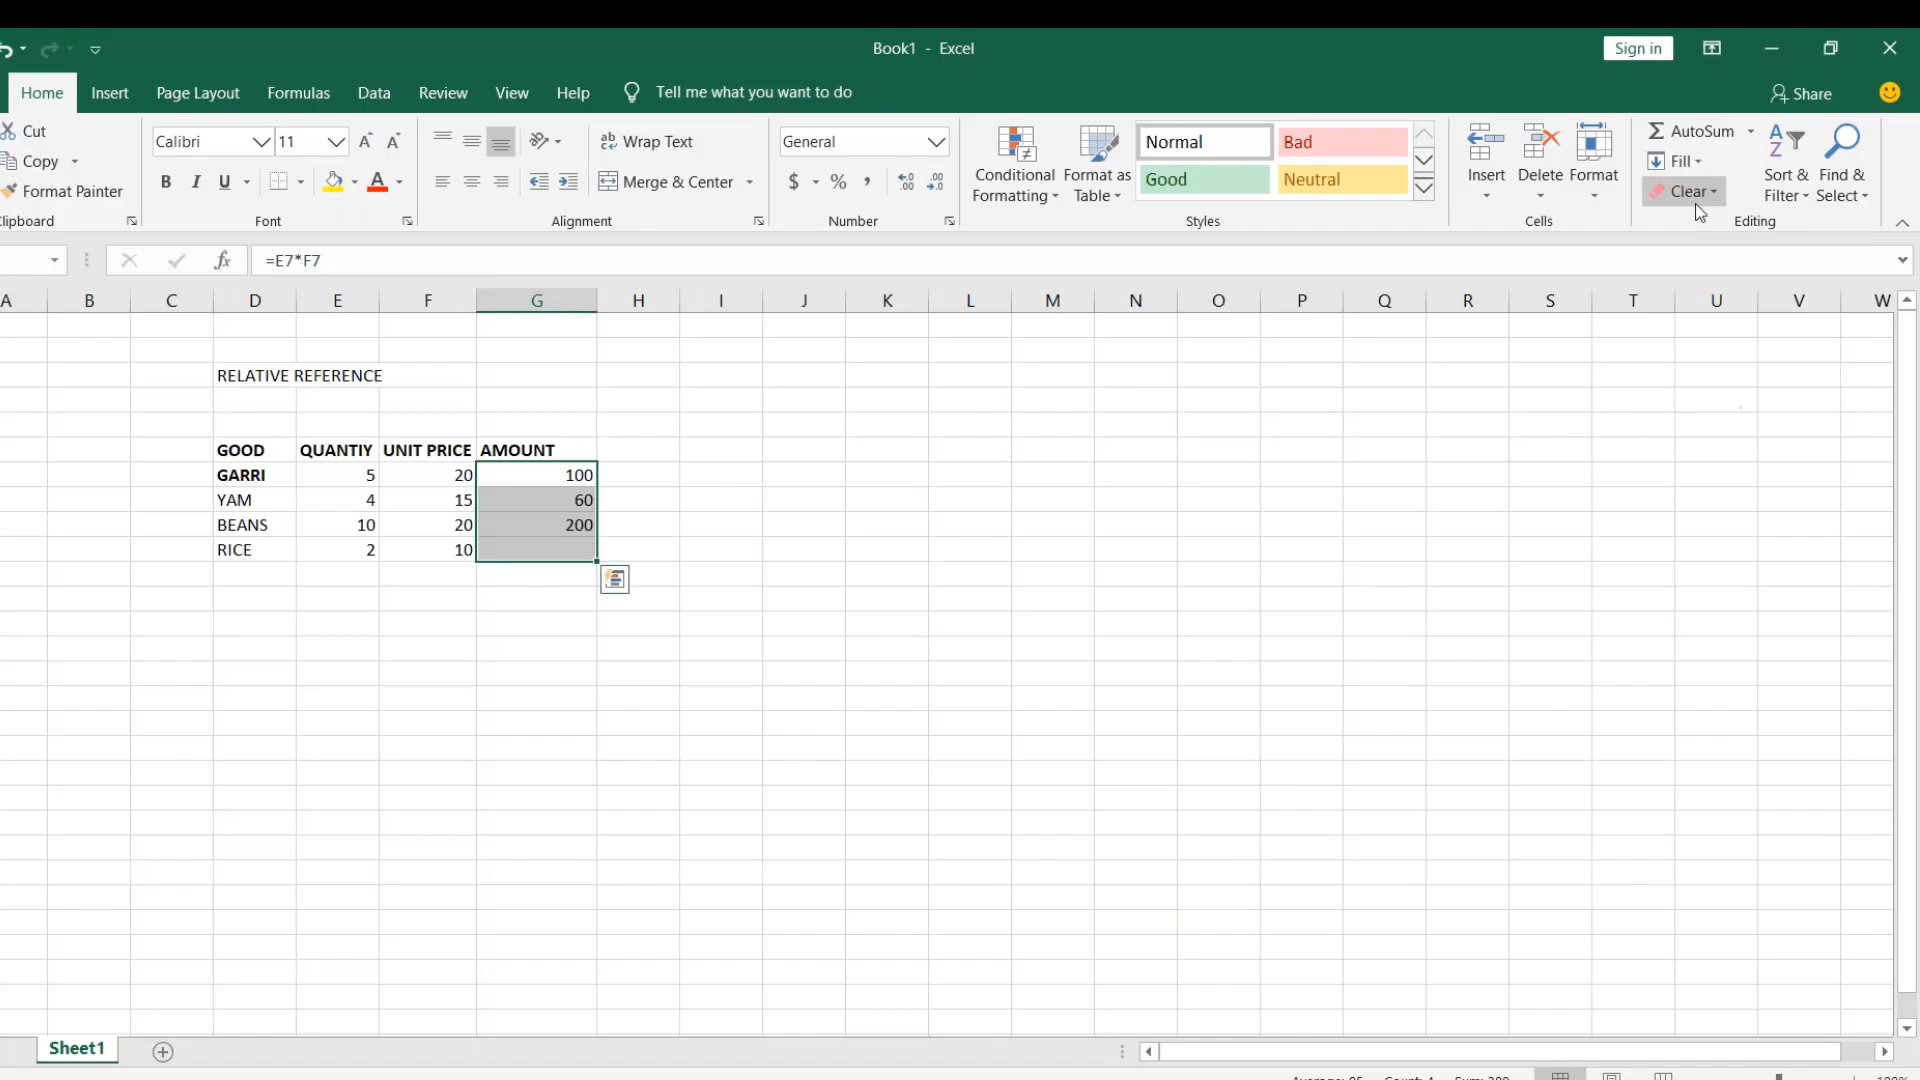 Book1 - Excel
Sign in
Home Insert Page Layout Formulas Data Review View Help Tell me what you want to do Share
Cut
Copy
Format Painter
Clipboard
Calibri 11
B I U
Font
Wrap Text
Merge & Center
Alignment
General
$ % ,
Number
Conditional Formatting
Format as Table
Normal Bad
Good Neutral
Styles
Insert Delete Format
Cells
AutoSum
Fill
Clear
Sort & Filter
Find & Select
Editing
fx =E7*F7
A B C D E F G H I J K L M N O P Q R S T U V W
RELATIVE REFERENCE
GOOD QUANTIY UNIT PRICE AMOUNT
GARRI 5 20 100
YAM 4 15 60
BEANS 10 20 200
RICE 2 10
Sheet1